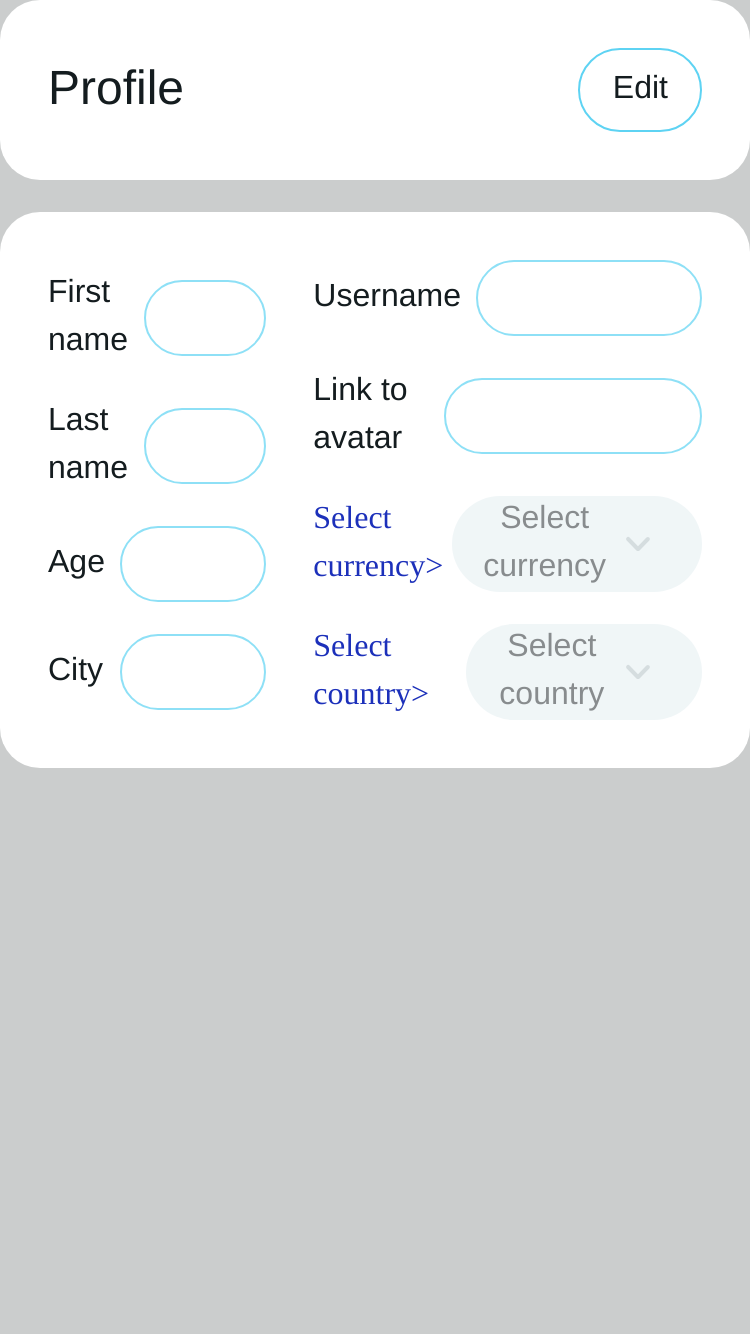 Profile
Edit
First
name
Last
name
Age
City
Username
Link to
avatar
Select
currency>
Select
currency
Select
country>
Select
country